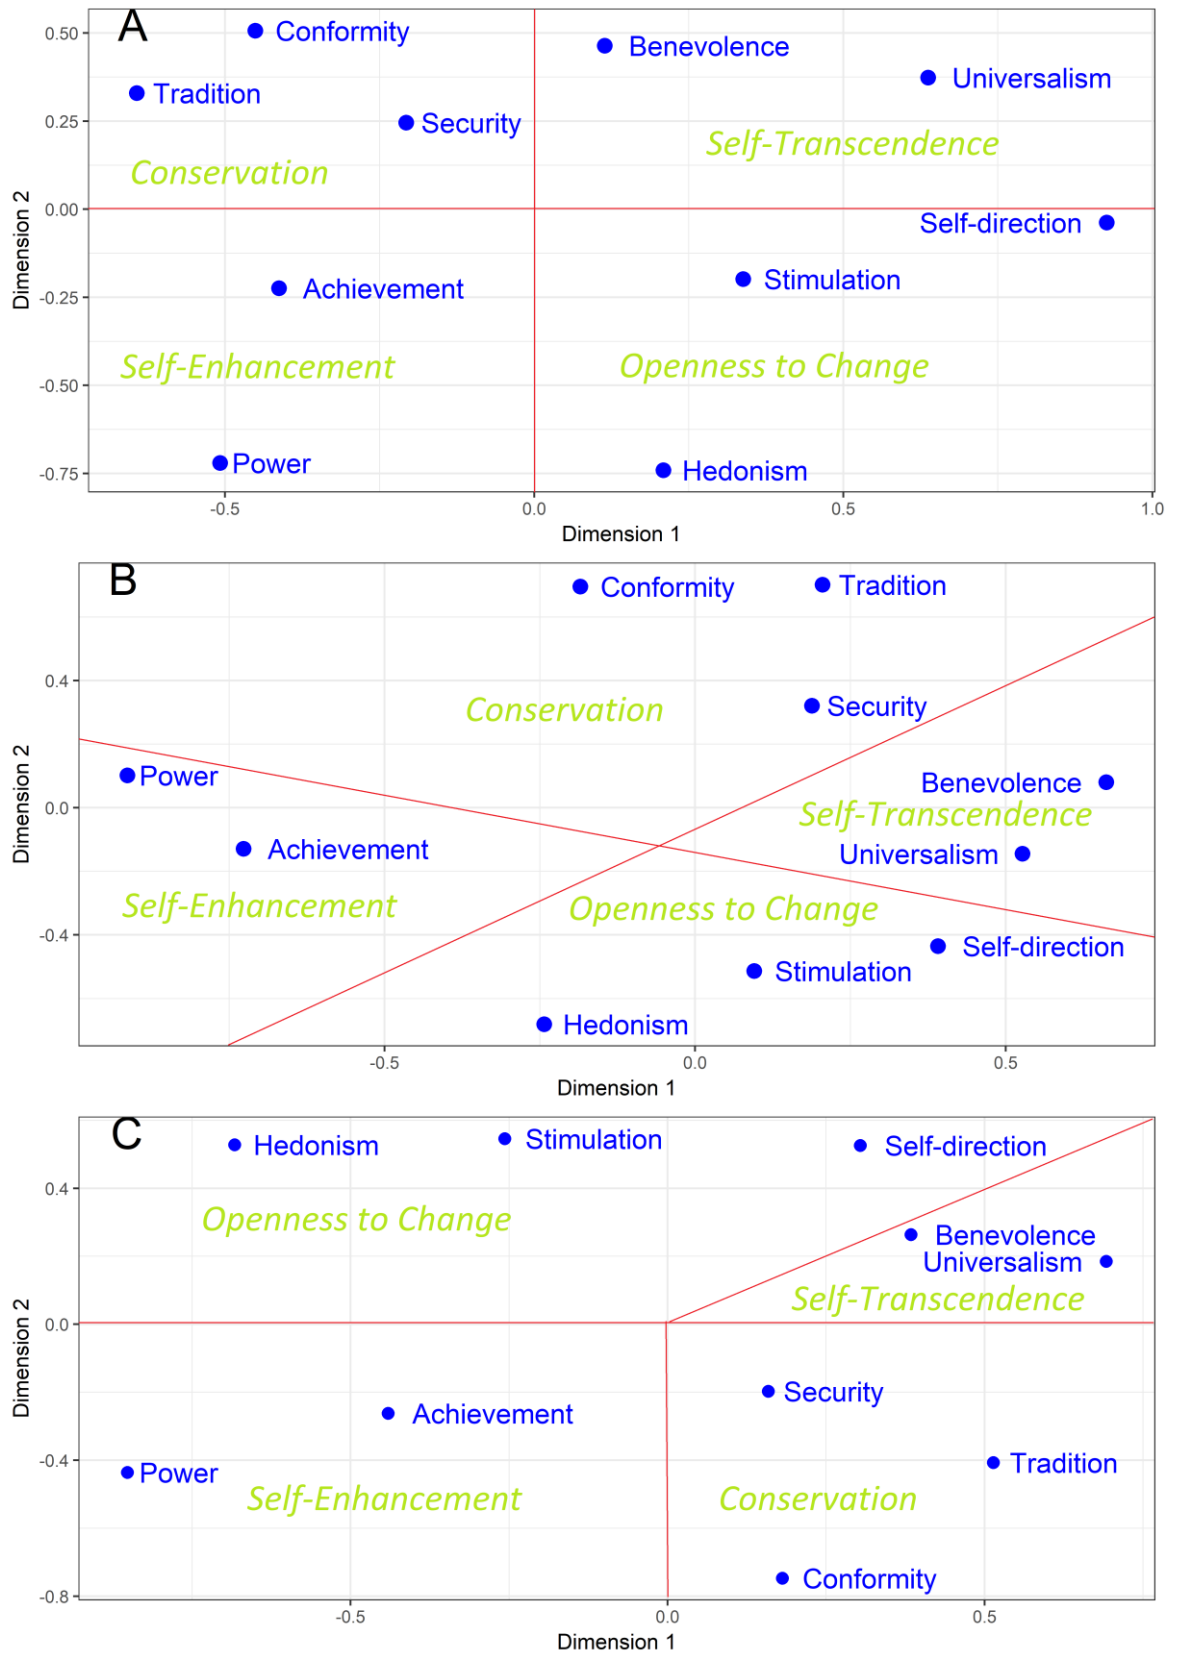 A
Conformity
Benevolence
Universalism
Tradition
Security
Self-Transcendence
Conservation
Self-direction
Stimulation
Achievement
Self-Enhancement
Openness to Change
Power
Hedonism
0.50
0.25
0.00
-0.25
-0.50
-0.75
Dimension 2
-0.5
0.0
0.5
1.0
Dimension 1
B
Conformity
Tradition
Conservation
Security
Power
Benevolence
Self-Transcendence
Achievement
Universalism
Self-Enhancement
Openness to Change
Self-direction
Stimulation
Hedonism
0.4
0.0
-0.4
Dimension 2
-0.5
0.0
0.5
Dimension 1
C
Hedonism
Stimulation
Self-direction
Openness to Change
Benevolence
Universalism
Self-Transcendence
Security
Achievement
Tradition
Power
Self-Enhancement
Conservation
Conformity
0.4
0.0
-0.4
-0.8
Dimension 2
-0.5
0.0
0.5
Dimension 1